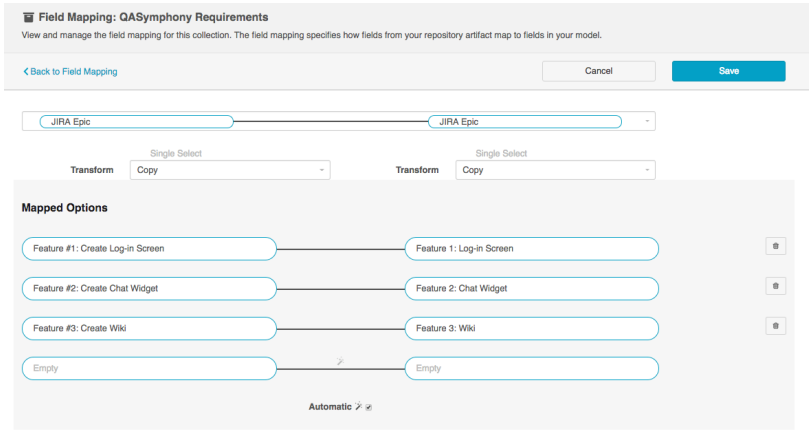 Field Mapping: QASymphony Requirements
View and manage the field mapping for this collection. The field mapping specifies how fields from your repository artifact map to fields in your model.
Back to Field Mapping
Cancel
Save
JIRA Epic
JIRA Epic
Single Select
Single Select
Transform
Copy
Transform
Copy
Mapped Options
Feature #1: Create Log-in Screen
Feature 1: Log-in Screen
Feature #2: Create Chat Widget
Feature 2: Chat Widget
Feature #3: Create Wiki
Feature 3: Wiki
Empty
Empty
Automatic